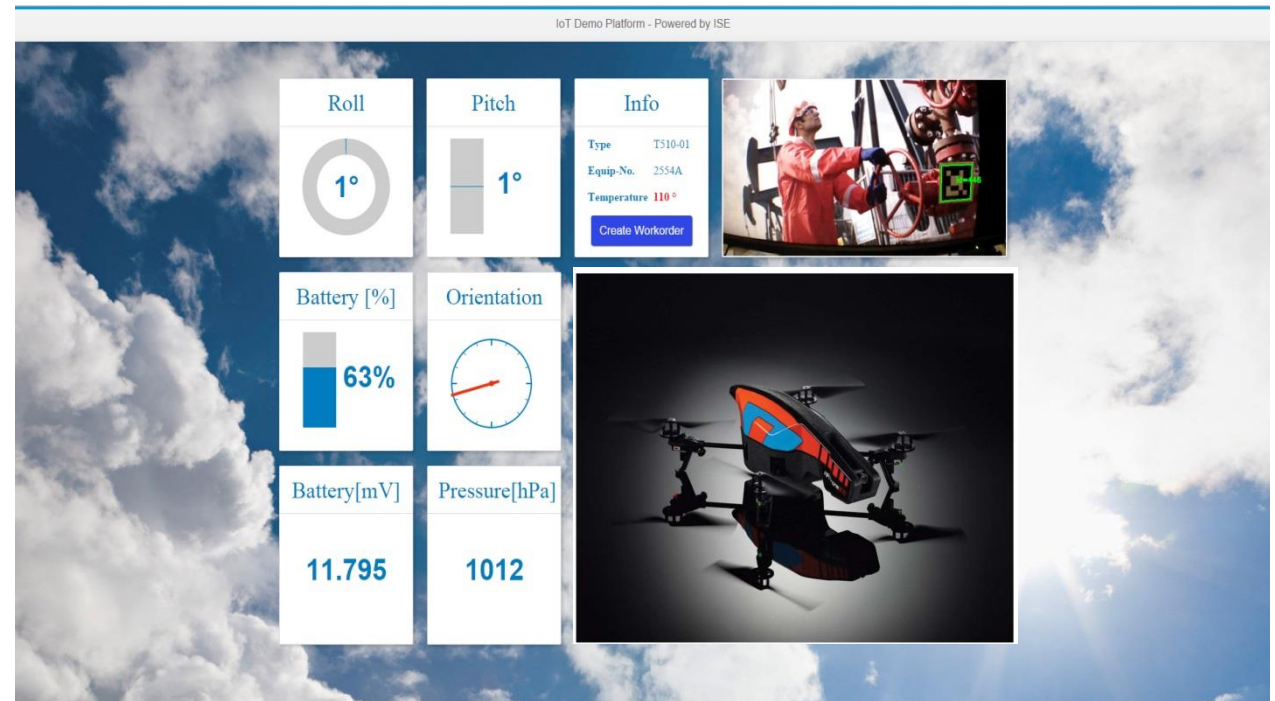 IoT Demo Platform - Powered by ISE
Roll
1°
Pitch
1°
Info
Type T510-01
Equip-No. 2554A
Temperature 110 °
Create Workorder
Battery [%]
63%
Orientation
Battery[mV]
11.795
Pressure[hPa]
1012